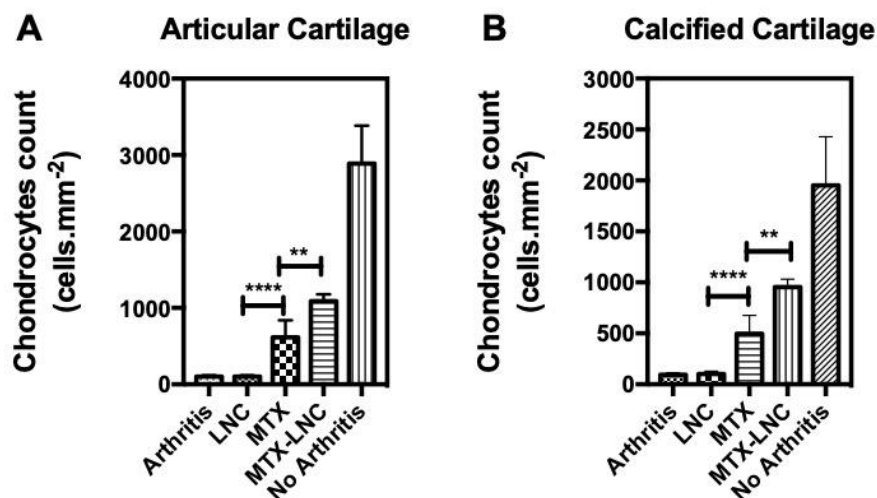 A Articular Cartilage
Chondrocytes count
(cells.mm-2)
4000
3000
2000
1000
0
****
**
Arthritis
LNC
MTX
MTX-LNC
No Arthritis
B Calcified Cartilage
Chondrocytes count
(cells.mm-2)
3000
2500
2000
1500
1000
500
0
****
**
Arthritis
LNC
MTX
MTX-LNC
No Arthritis